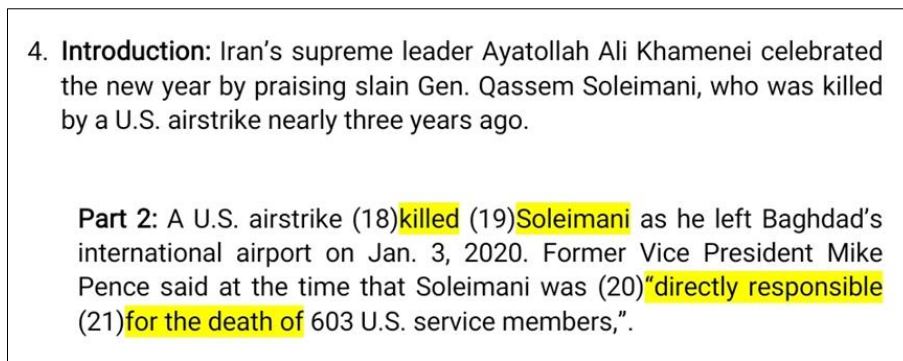 4. Introduction: Iran's supreme leader Ayatollah Ali Khamenei celebrated
the new year by praising slain Gen. Qassem Soleimani, who was killed
by a U.S. airstrike nearly three years ago.
Part 2: A U.S. airstrike (18)killed (19)Soleimani as he left Baghdad's
international airport on Jan. 3, 2020. Former Vice President Mike
Pence said at the time that Soleimani was (20)“directly responsible
(21)for the death of 603 U.S. service members,”.